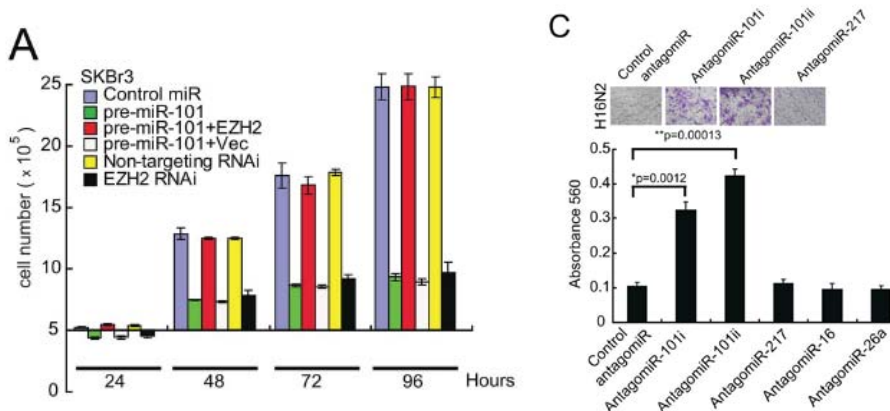 A
SKBr3
Control miR
pre-miR-101
pre-miR-101+EZH2
pre-miR-101+Vec
Non-targeting RNAi
EZH2 RNAi
cell number ( x 10⁵)
25
20
15
10
5
0
24
48
72
96
Hours
C
Control
antagomiR
AntagomiR-101i
AntagomiR-101ii
AntagomiR-217
H16N2
**p=0.00013
*p=0.0012
Absorbance 560
0.5
0.4
0.3
0.2
0.1
0
Control
antagomiR
AntagomiR-101i
AntagomiR-101ii
AntagomiR-217
AntagomiR-16
AntagomiR-26a